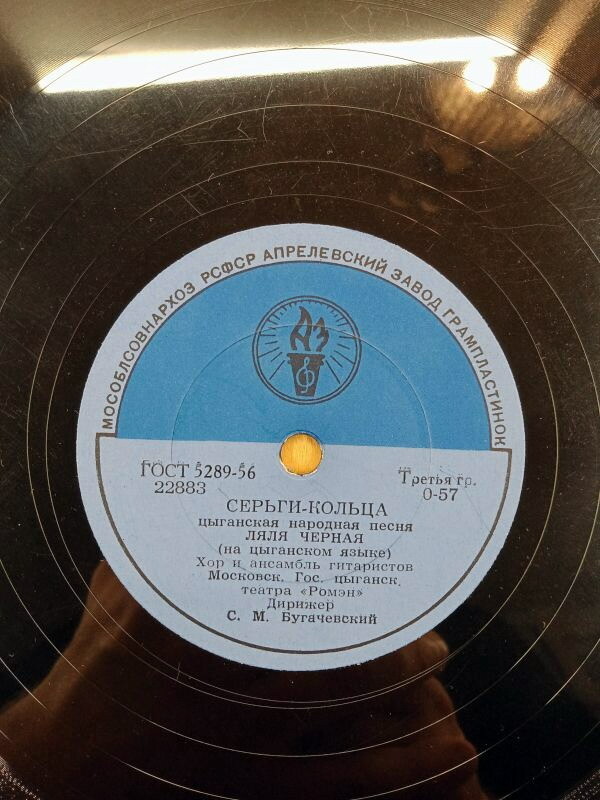 МОСОБЛСОВНАРХОЗ РСФСР АПРЕЛЕВСКИЙ ЗАВОД ГРАМПЛАСТИНОК
АЗ
ГОСТ 5289-56
22883
Третья гр.
0-57
СЕРЬГИ-КОЛЬЦА
цыганская народная песня
ЛЯЛЯ ЧЕРНАЯ
(на цыганском языке)
Хор и ансамбль гитаристов
Московск. Гос. цыганск.
театра «Ромэн»
Дирижер
С. М. Бугачевский